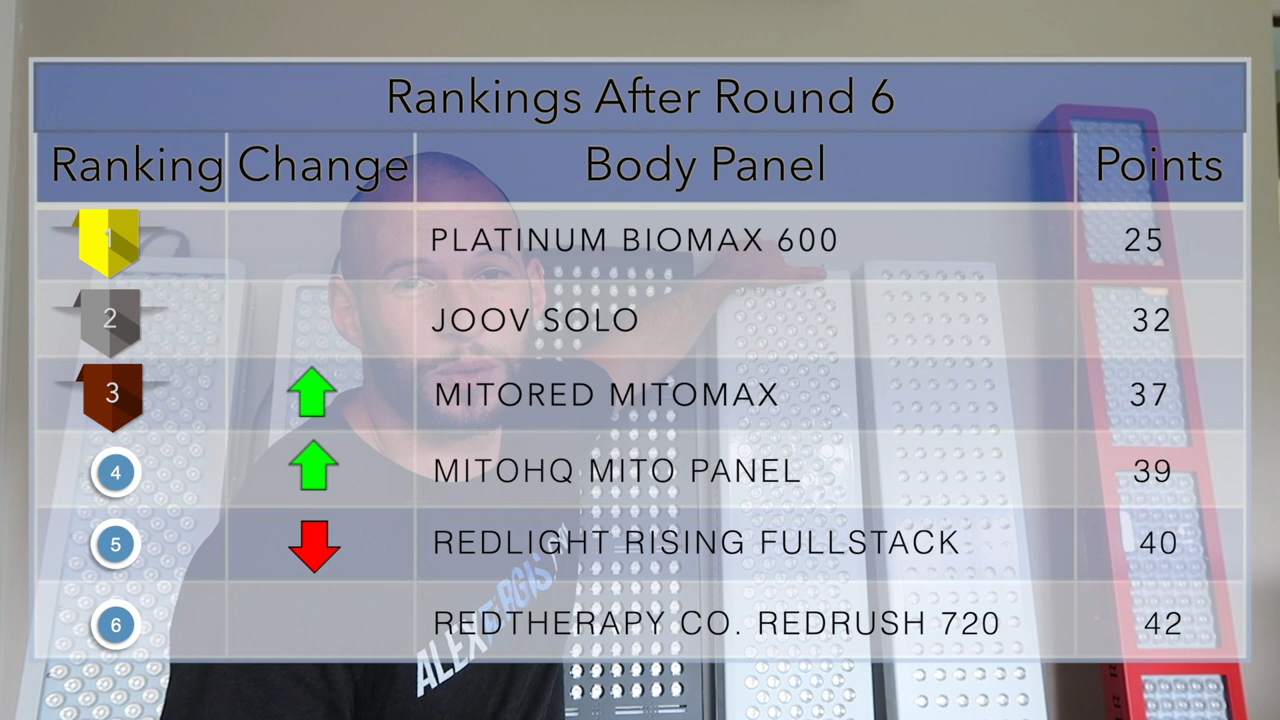 Rankings After Round 6
Ranking Change Body Panel Points
1 PLATINUM BIOMAX 600 25
2 JOOV SOLO 32
3 MITORED MITOMAX 37
4 MITOHQ MITO PANEL 39
5 REDLIGHT RISING FULLSTACK 40
6 REDTHERAPY CO. REDRUSH 720 42